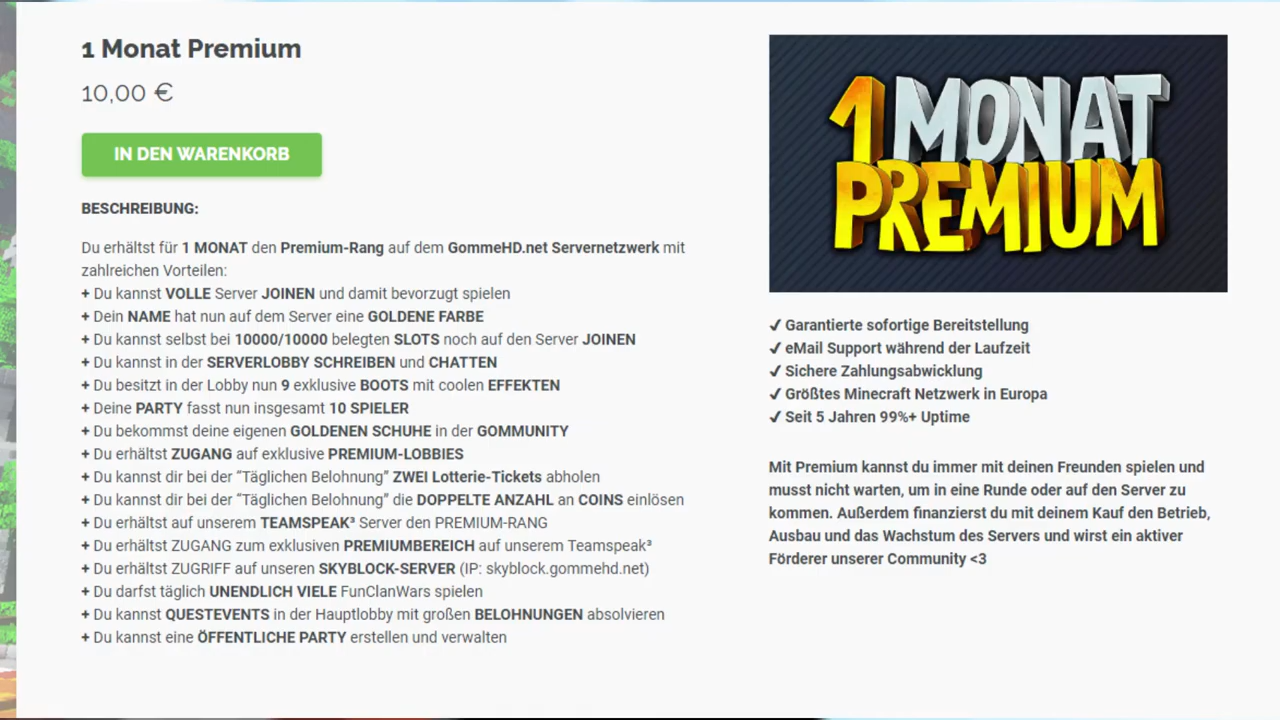 1 Monat Premium
10,00 €
IN DEN WARENKORB
BESCHREIBUNG:
Du erhältst für 1 MONAT den Premium-Rang auf dem GommeHD.net Servernetzwerk mit
zahlreichen Vorteilen:
+ Du kannst VOLLE Server JOINEN und damit bevorzugt spielen
+ Dein NAME hat nun auf dem Server eine GOLDENE FARBE
+ Du kannst selbst bei 10000/10000 belegten SLOTS noch auf den Server JOINEN
+ Du kannst in der SERVERLOBBY SCHREIBEN und CHATTEN
+ Du besitzt in der Lobby nun 9 exklusive BOOTS mit coolen EFFEKTEN
+ Deine PARTY fasst nun insgesamt 10 SPIELER
+ Du bekommst deine eigenen GOLDENEN SCHUHE in der GOMMUNITY
+ Du erhältst ZUGANG auf exklusive PREMIUM-LOBBIES
+ Du kannst dir bei der “Täglichen Belohnung” ZWEI Lotterie-Tickets abholen
+ Du kannst dir bei der “Täglichen Belohnung” die DOPPELTE ANZAHL an COINS einlösen
+ Du erhältst auf unserem TEAMSPEAK³ Server den PREMIUM-RANG
+ Du erhältst ZUGANG zum exklusiven PREMIUMBEREICH auf unserem Teamspeak³
+ Du erhältst ZUGRIFF auf unseren SKYBLOCK-SERVER (IP: skyblock.gommehd.net)
+ Du darfst täglich UNENDLICH VIELE FunClanWars spielen
+ Du kannst QUESTEVENTS in der Hauptlobby mit großen BELOHNUNGEN absolvieren
+ Du kannst eine ÖFFENTLICHE PARTY erstellen und verwalten
1 MONAT
PREMIUM
✓ Garantierte sofortige Bereitstellung
✓ eMail Support während der Laufzeit
✓ Sichere Zahlungsabwicklung
✓ Größtes Minecraft Netzwerk in Europa
✓ Seit 5 Jahren 99%+ Uptime
Mit Premium kannst du immer mit deinen Freunden spielen und
musst nicht warten, um in eine Runde oder auf den Server zu
kommen. Außerdem finanzierst du mit deinem Kauf den Betrieb,
Ausbau und das Wachstum des Servers und wirst ein aktiver
Förderer unserer Community <3